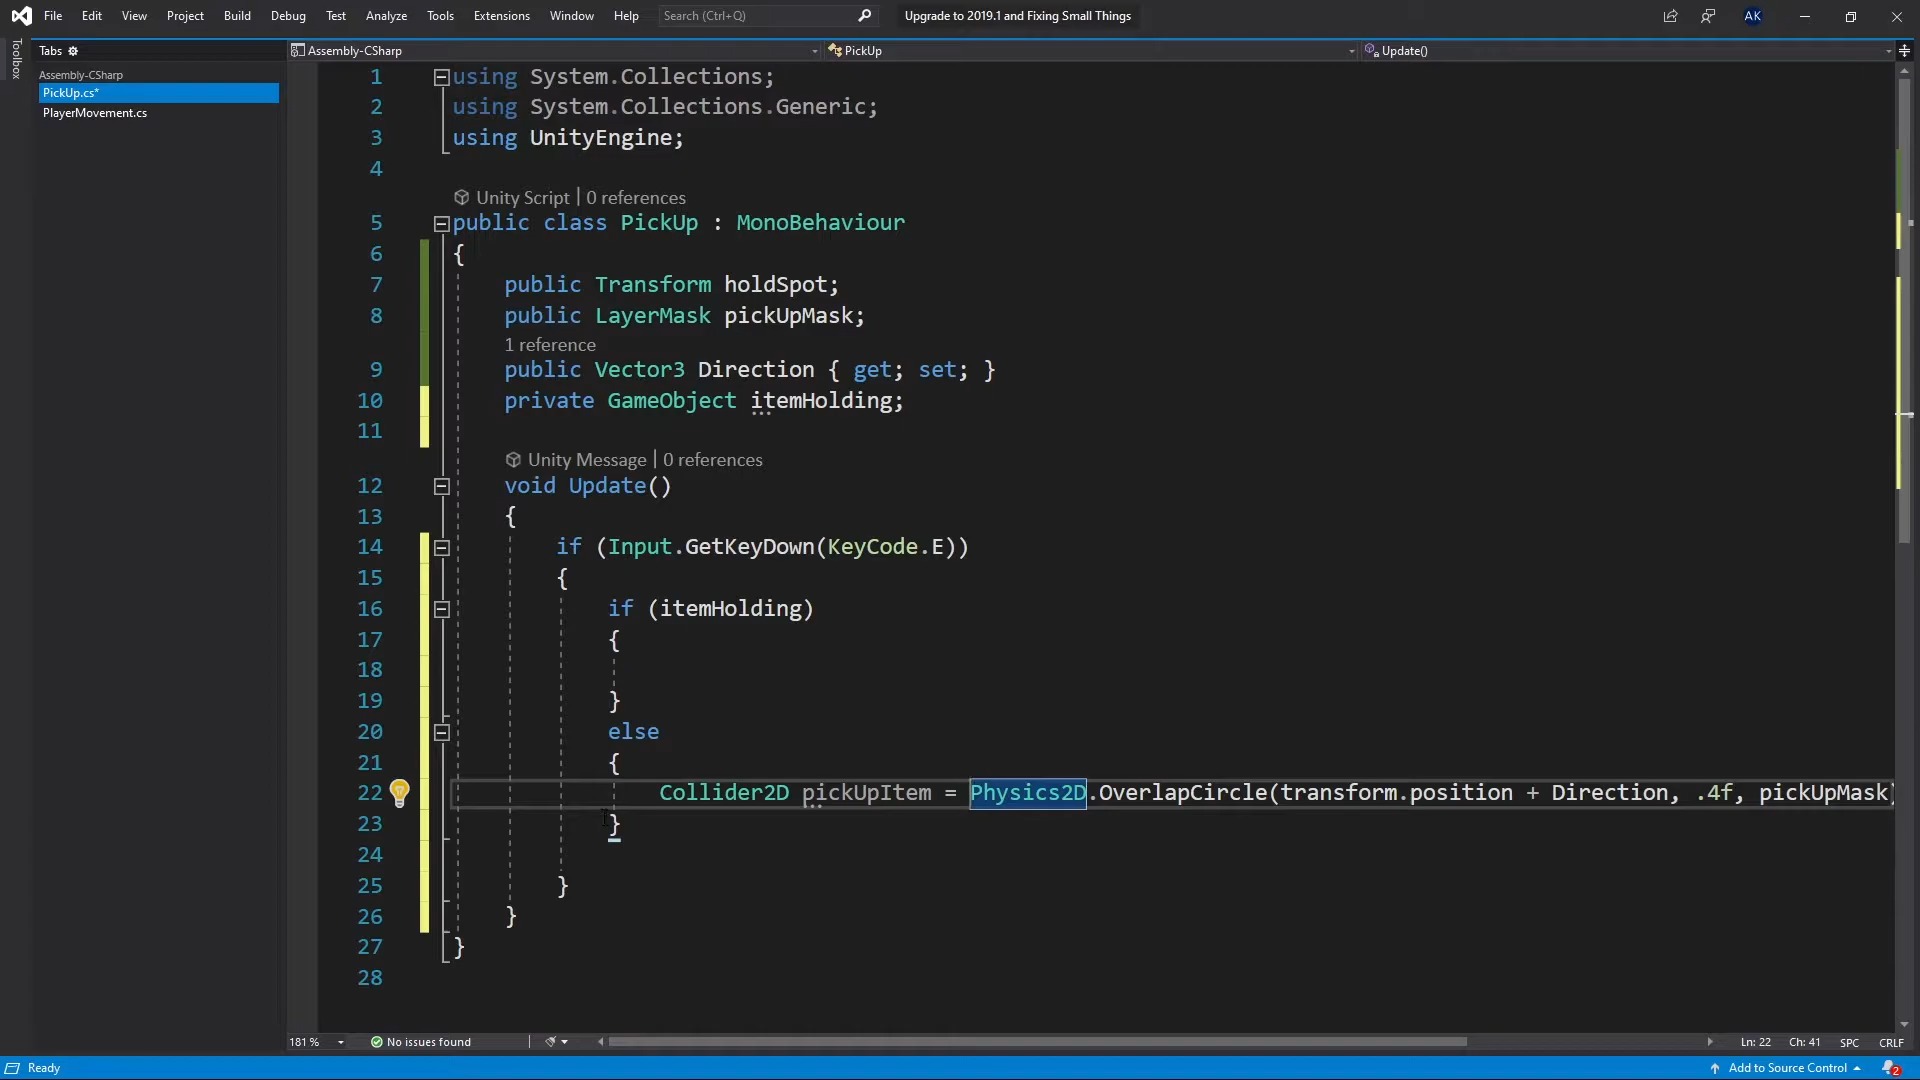 File Edit View Project Build Debug Test Analyze Tools Extensions Window Help Search (Ctrl+Q) Upgrade to 2019.1 and Fixing Small Things AK
Toolbox
Tabs
Assembly-CSharp
PickUp.cs*
PlayerMovement.cs
Assembly-CSharp PickUp Update()
1 using System.Collections;
2 using System.Collections.Generic;
3 using UnityEngine;
4
Unity Script | 0 references
5 public class PickUp : MonoBehaviour
6 {
7 public Transform holdSpot;
8 public LayerMask pickUpMask;
1 reference
9 public Vector3 Direction { get; set; }
10 private GameObject itemHolding;
11
Unity Message | 0 references
12 void Update()
13 {
14 if (Input.GetKeyDown(KeyCode.E))
15 {
16 if (itemHolding)
17 {
18
19 }
20 else
21 {
22 Collider2D pickUpItem = Physics2D.OverlapCircle(transform.position + Direction, .4f, pickUpMask)
23 }
24
25 }
26 }
27 }
28
181 % No issues found Ln: 22 Ch: 41 SPC CRLF
Ready Add to Source Control 2